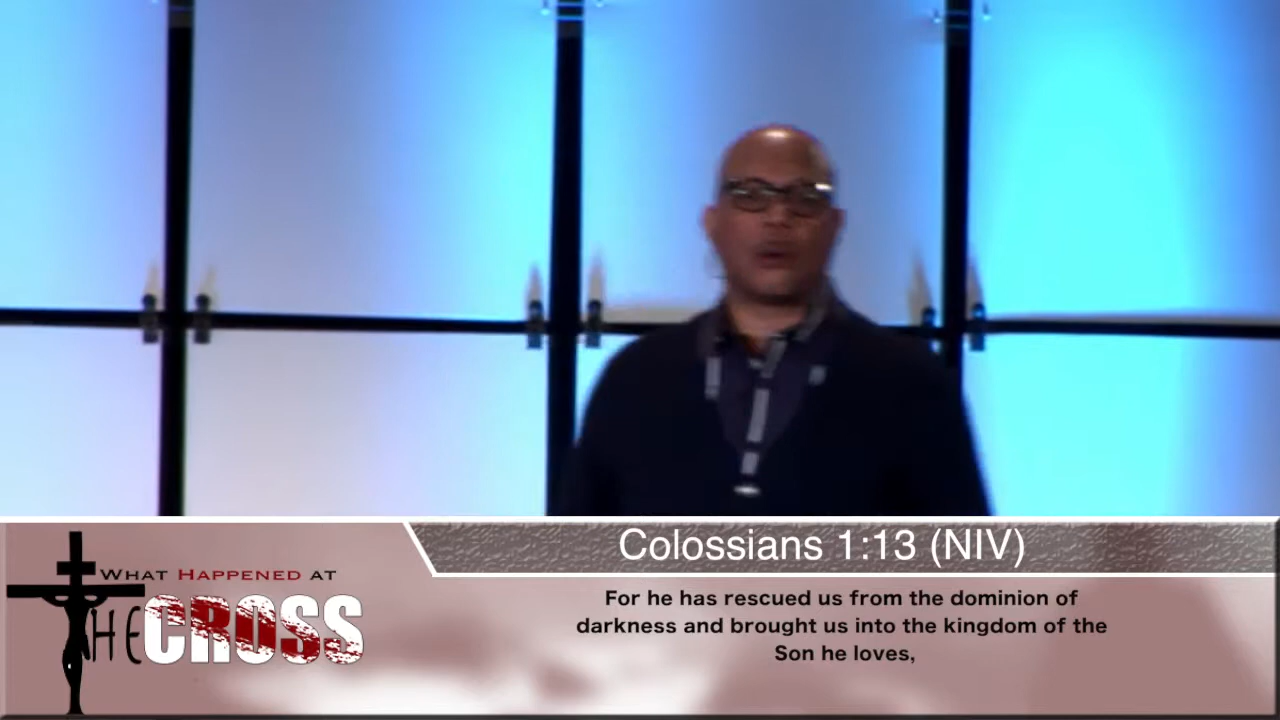 Colossians 1:13 (NIV)
WHAT HAPPENED AT
THE CROSS
For he has rescued us from the dominion of
darkness and brought us into the kingdom of the
Son he loves,